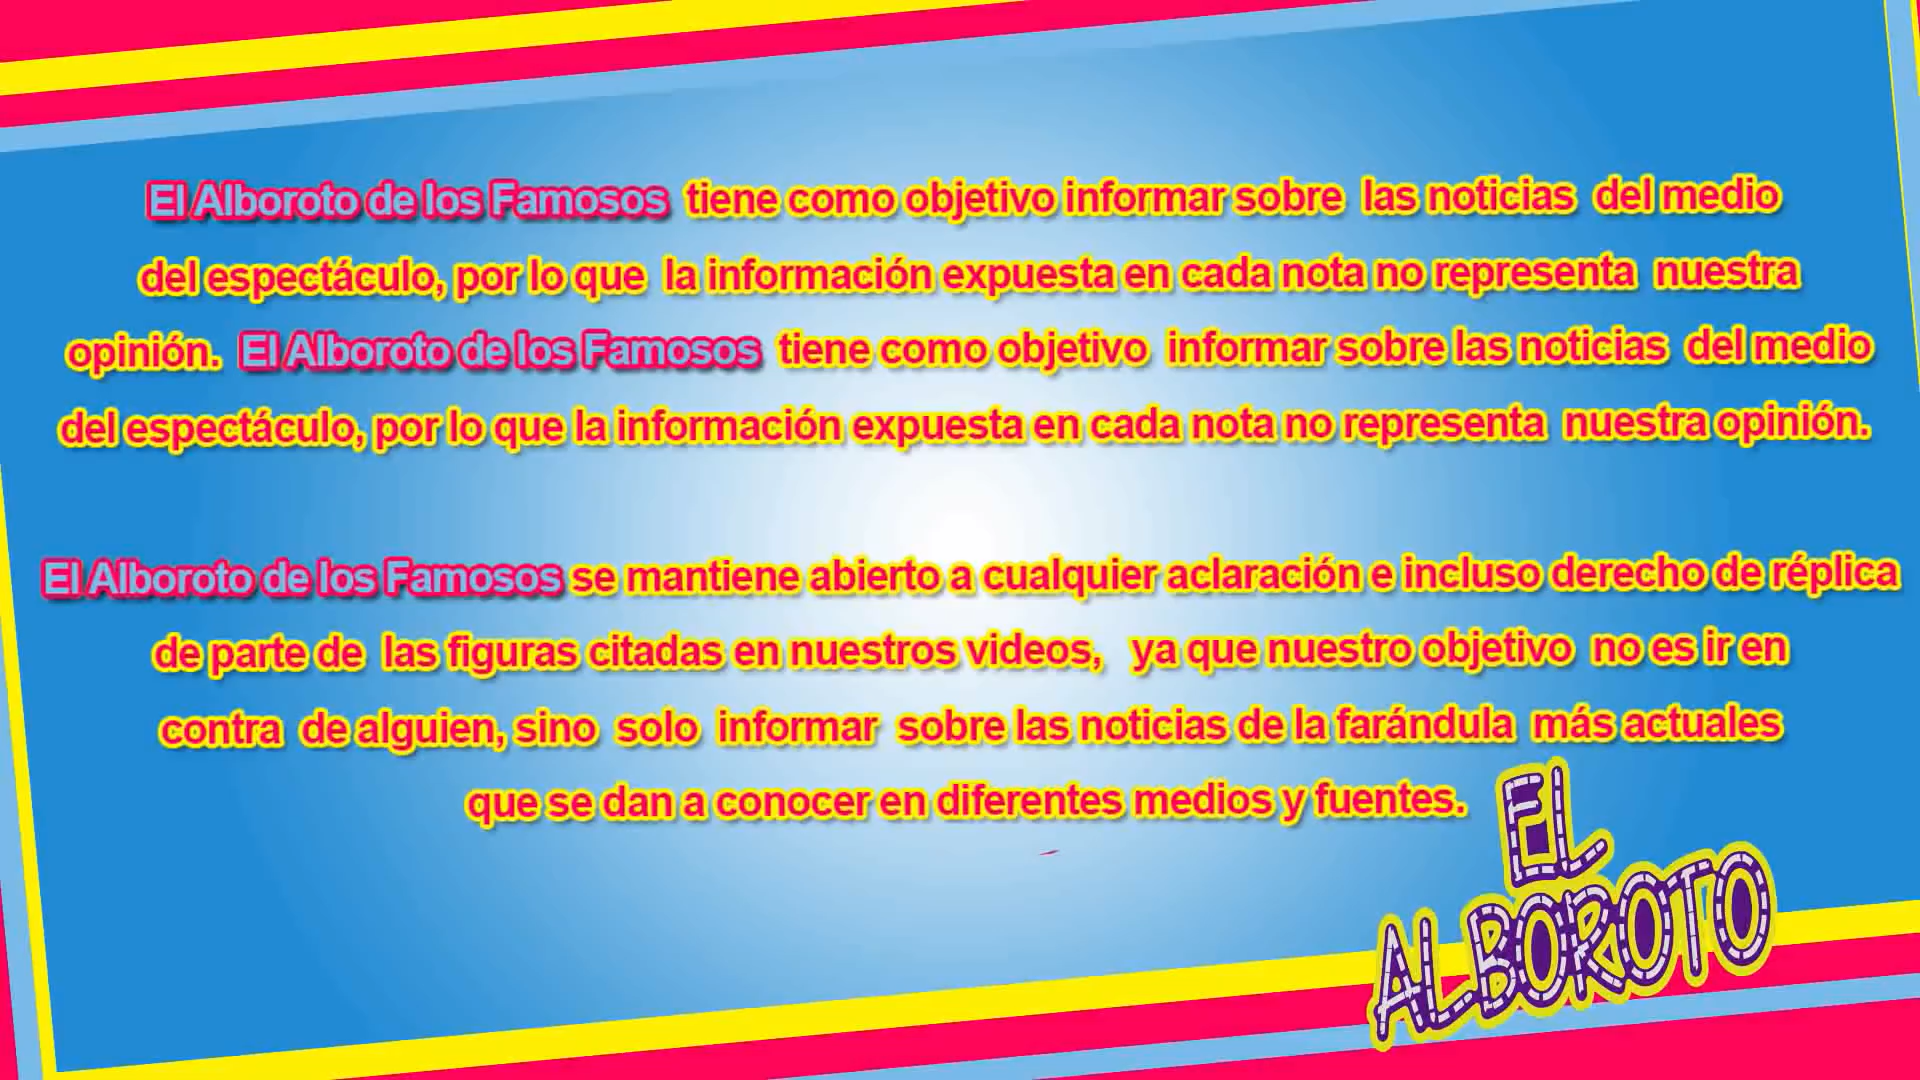 El Alboroto de los Famosos tiene como objetivo informar sobre las noticias del medio
del espectáculo, por lo que la información expuesta en cada nota no representa nuestra
opinión. El Alboroto de los Famosos tiene como objetivo informar sobre las noticias del medio
del espectáculo, por lo que la información expuesta en cada nota no representa nuestra opinión.
El Alboroto de los Famosos se mantiene abierto a cualquier aclaración e incluso derecho de réplica
de parte de las figuras citadas en nuestros videos, ya que nuestro objetivo no es ir en
contra de alguien, sino solo informar sobre las noticias de la farándula más actuales
que se dan a conocer en diferentes medios y fuentes.
EL
ALBOROTO